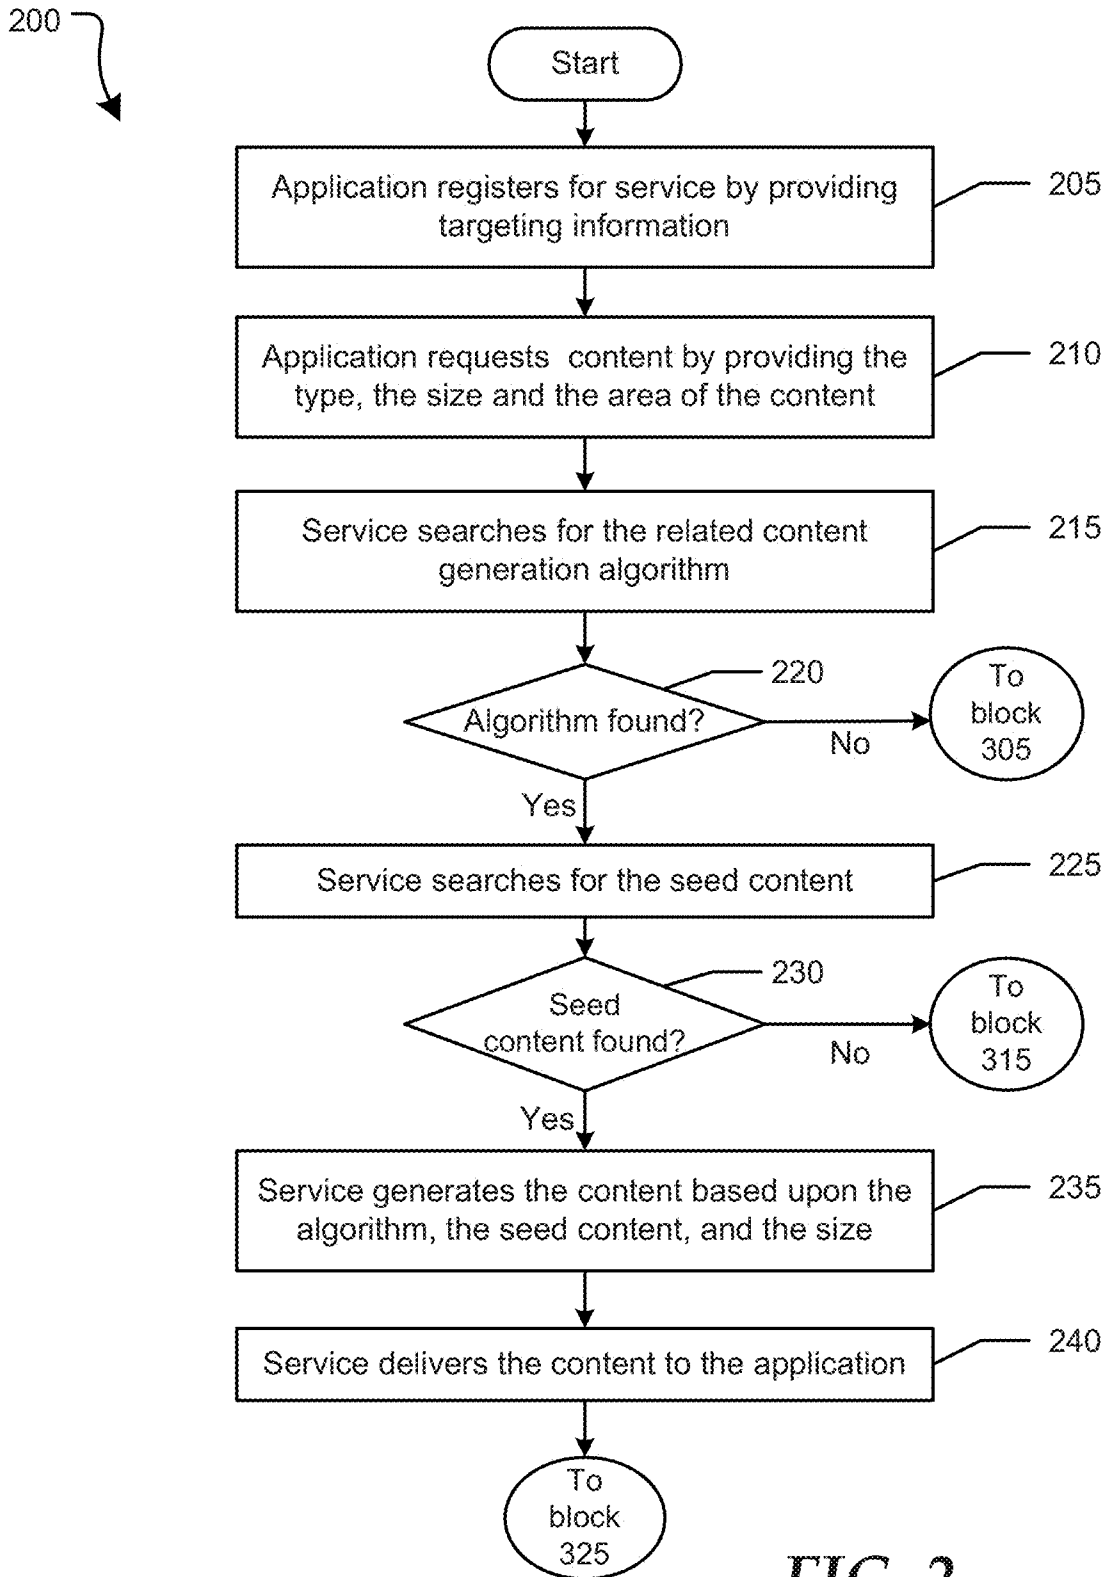 200
Start
Application registers for service by providing
targeting information
205
Application requests content by providing the
type, the size and the area of the content
210
Service searches for the related content
generation algorithm
215
220
Algorithm found?
No
To
block
305
Yes
Service searches for the seed content
225
230
Seed
content found?
No
To
block
315
Yes
Service generates the content based upon the
algorithm, the seed content, and the size
235
Service delivers the content to the application
240
To
block
325
FIG. 2